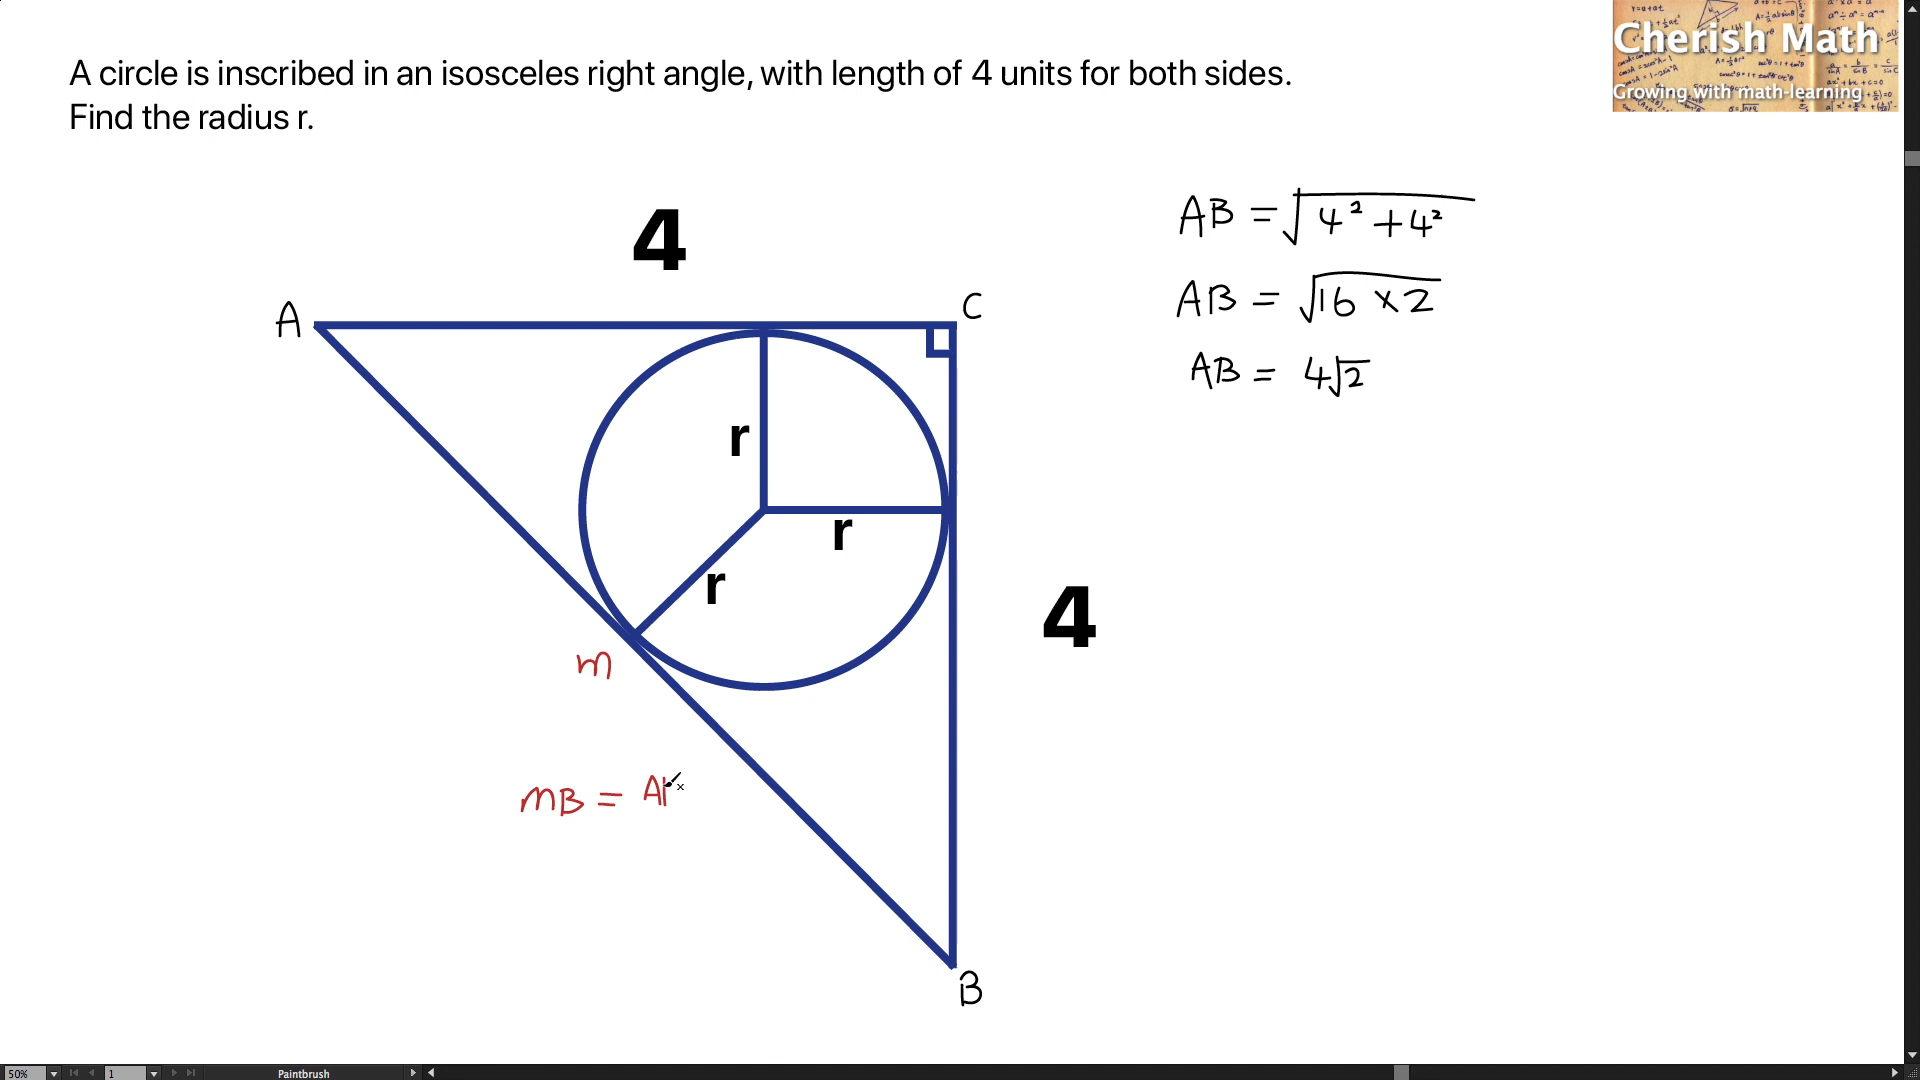 A circle is inscribed in an isosceles right angle, with length of 4 units for both sides.
Find the radius r.
Cherish Math
Growing with math-learning
4
A
C
r
r
r
4
m
mB = A
B
AB = √4² + 4²
AB = √16 × 2
AB = 4√2
50%
1
Paintbrush